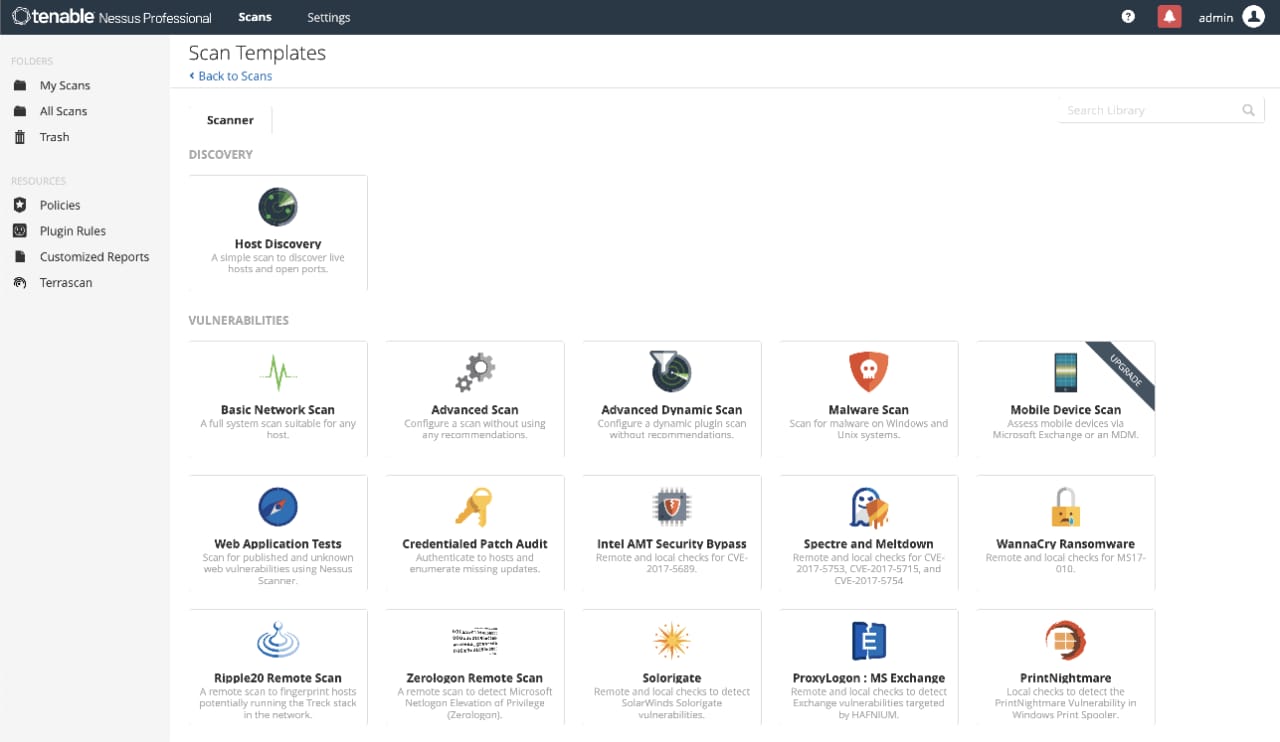 tenable Nessus Professional Scans Settings ? admin
FOLDERS
My Scans
All Scans
Trash
RESOURCES
Policies
Plugin Rules
Customized Reports
Terrascan
Scan Templates
Back to Scans
Scanner
Search Library
DISCOVERY
Host Discovery
A simple scan to discover live
hosts and open ports.
VULNERABILITIES
Basic Network Scan
A full system scan suitable for any
host.
Advanced Scan
Configure a scan without using
any recommendations.
Advanced Dynamic Scan
Configure a dynamic plugin scan
without recommendations.
Malware Scan
Scan for malware on Windows and
Unix systems.
UPGRADE
Mobile Device Scan
Assess mobile devices via
Microsoft Exchange or an MDM.
Web Application Tests
Scan for published and unknown
web vulnerabilities using Nessus
Scanner.
Credentialed Patch Audit
Authenticate to hosts and
enumerate missing updates.
Intel AMT Security Bypass
Remote and local checks for CVE-
2017-5689.
Spectre and Meltdown
Remote and local checks for CVE-
2017-5753, CVE-2017-5715, and
CVE-2017-5754
WannaCry Ransomware
Remote and local checks for MS17-
010.
Ripple20 Remote Scan
A remote scan to fingerprint hosts
potentially running the Treck stack
in the network.
Zerologon Remote Scan
A remote scan to detect Microsoft
Netlogon Elevation of Privilege
(Zerologon).
Solorigate
Remote and local checks to detect
SolarWinds Solorigate
vulnerabilities.
E
ProxyLogon : MS Exchange
Remote and local checks to detect
Exchange vulnerabilities targeted
by HAFNIUM.
PrintNightmare
Local checks to detect the
PrintNightmare Vulnerability in
Windows Print Spooler.